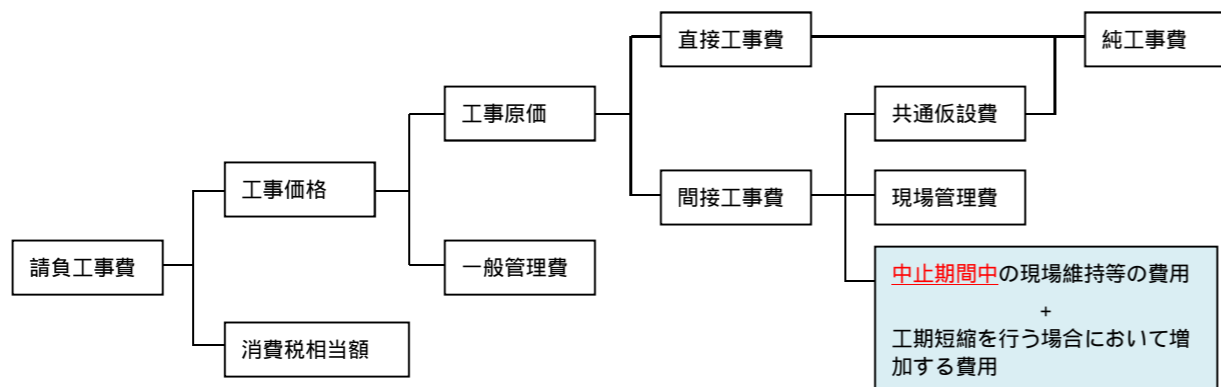 直接工事費
純工事費
工事原価
共通仮設費
工事価格
間接工事費
現場管理費
請負工事費
一般管理費
中止期間中の現場維持等の費用
+
工期短縮を行う場合において増
加する費用
消費税相当額